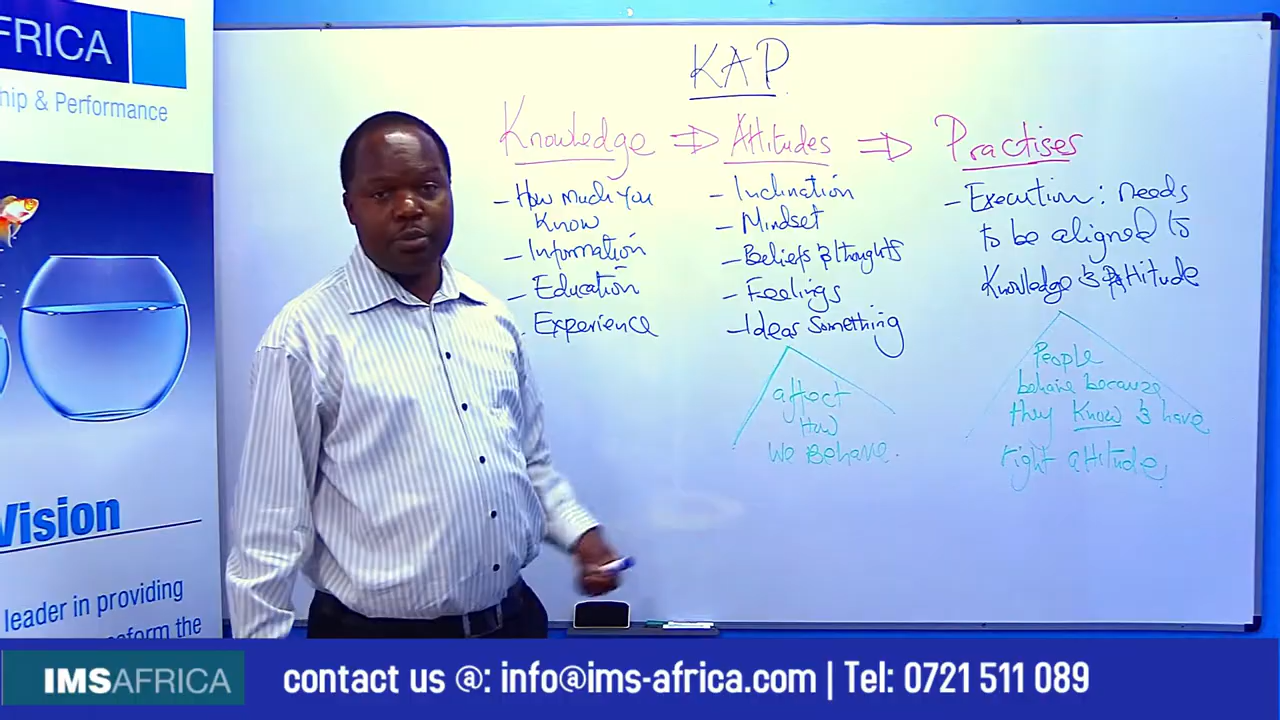 FRICA
hip & Performance
Vision
leader in providing
nsform the
KAP
Knowledge ⇒ Attitudes ⇒ Practises
- How Much You
Know
- Information
- Education
- Experience
- Inclination
- Mindset
- Beliefs & thoughts
- Feelings
- Ideas Something
affect
How
We Behave.
- Execution: needs
to be aligned to
Knowledge & Attitude
People
behave because
they Know & have
right attitude.
IMSAFRICA
contact us @: info@ims-africa.com | Tel: 0721 511 089